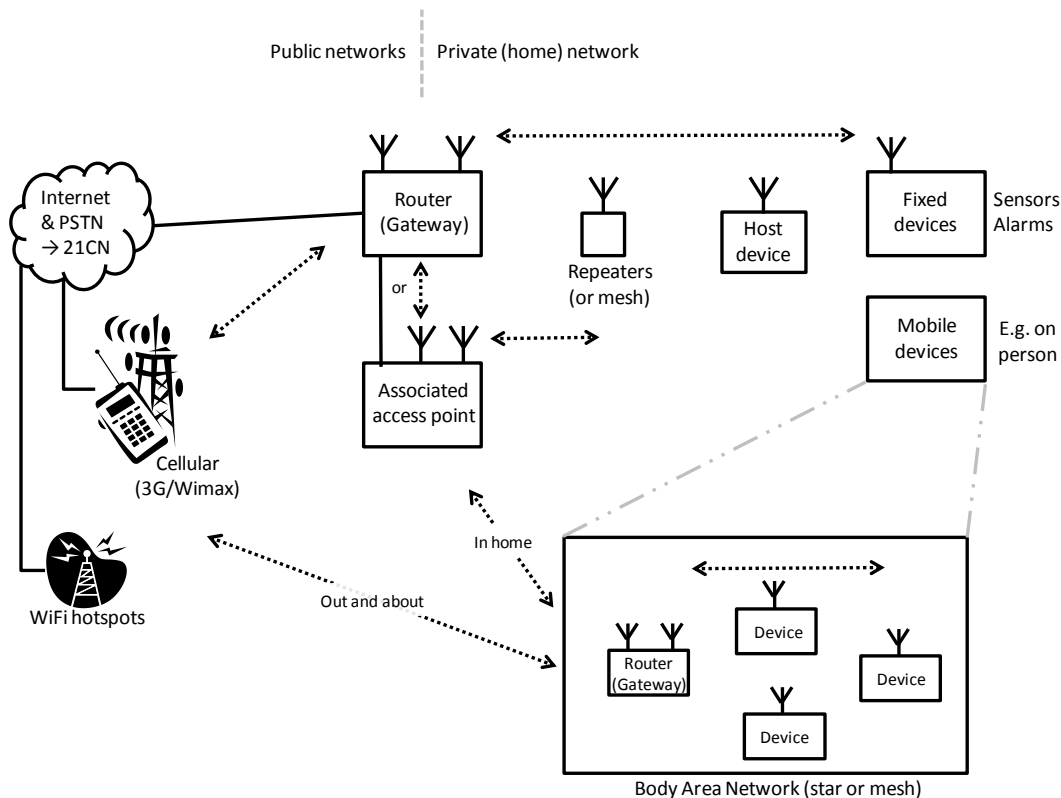 Public networks
Private (home) network
Internet
& PSTN
→ 21CN
Router
(Gateway)
or
Associated
access point
Repeaters
(or mesh)
Host
device
Fixed
devices
Sensors
Alarms
Mobile
devices
E.g. on
person
Cellular
(3G/Wimax)
WiFi hotspots
In home
Out and about
Router
(Gateway)
Device
Device
Device
Body Area Network (star or mesh)